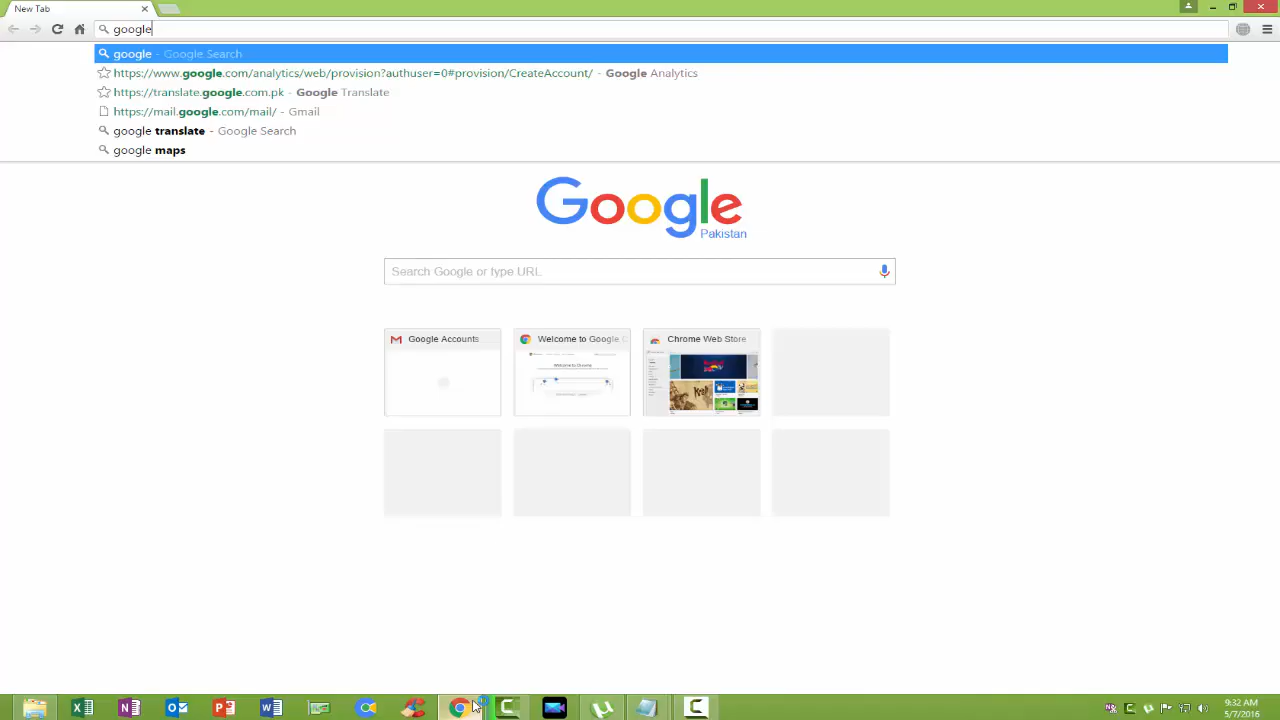 New Tab
google
google - Google Search
https://www.google.com/analytics/web/provision?authuser=0#provision/CreateAccount/ - Google Analytics
https://translate.google.com.pk - Google Translate
https://mail.google.com/mail/ - Gmail
google translate - Google Search
google maps
Google
Pakistan
Search Google or type URL
Google Accounts
Welcome to Google C
Chrome Web Store
9:32 AM
5/7/2016